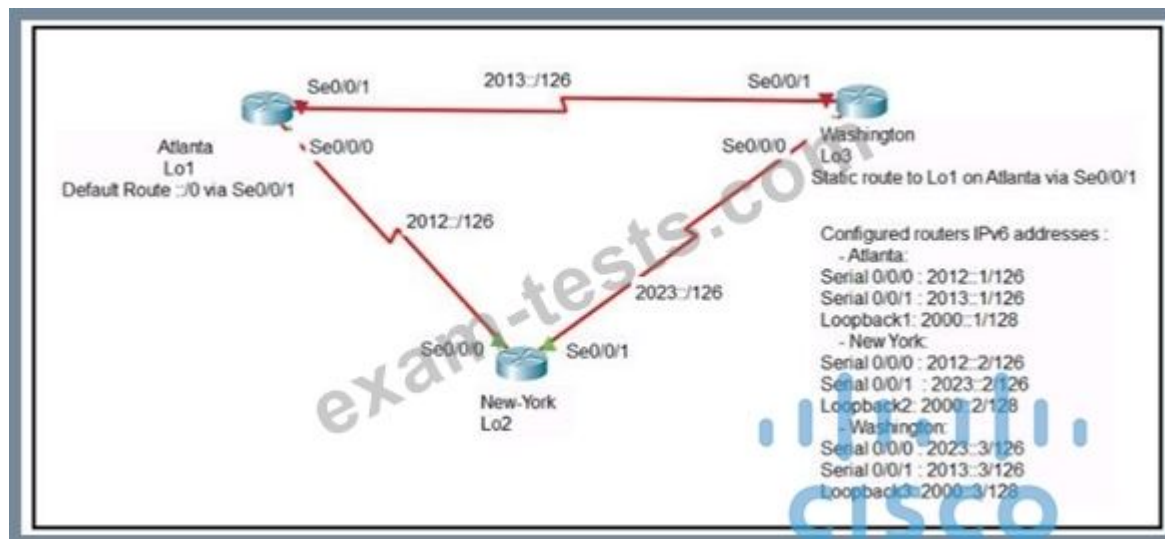 2013::/126
Se0/0/1
Se0/0/1
Atlanta
Lo1
Default Route ::/0 via Se0/0/1
Se0/0/0
Se0/0/0
Washington
Lo3
Static route to Lo1 on Atlanta via Se0/0/1
2012::/126
2023::/126
Se0/0/0
Se0/0/1
New-York
Lo2
Configured routers IPv6 addresses :
- Atlanta:
Serial 0/0/0 : 2012::1/126
Serial 0/0/1 : 2013::1/126
Loopback1: 2000::1/128
- New York:
Serial 0/0/0 : 2012::2/126
Serial 0/0/1 : 2023::2/126
Loopback2: 2000::2/128
- Washington:
Serial 0/0/0 : 2023::3/126
Serial 0/0/1 : 2013::3/126
Loopback3: 2000::3/128
exam-tests.com
CISCO